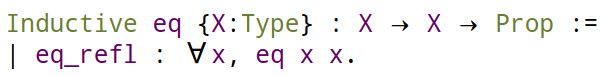 Inductive eq {X:Type} : X → X → Prop :=
| eq_refl : ∀x, eq x x.